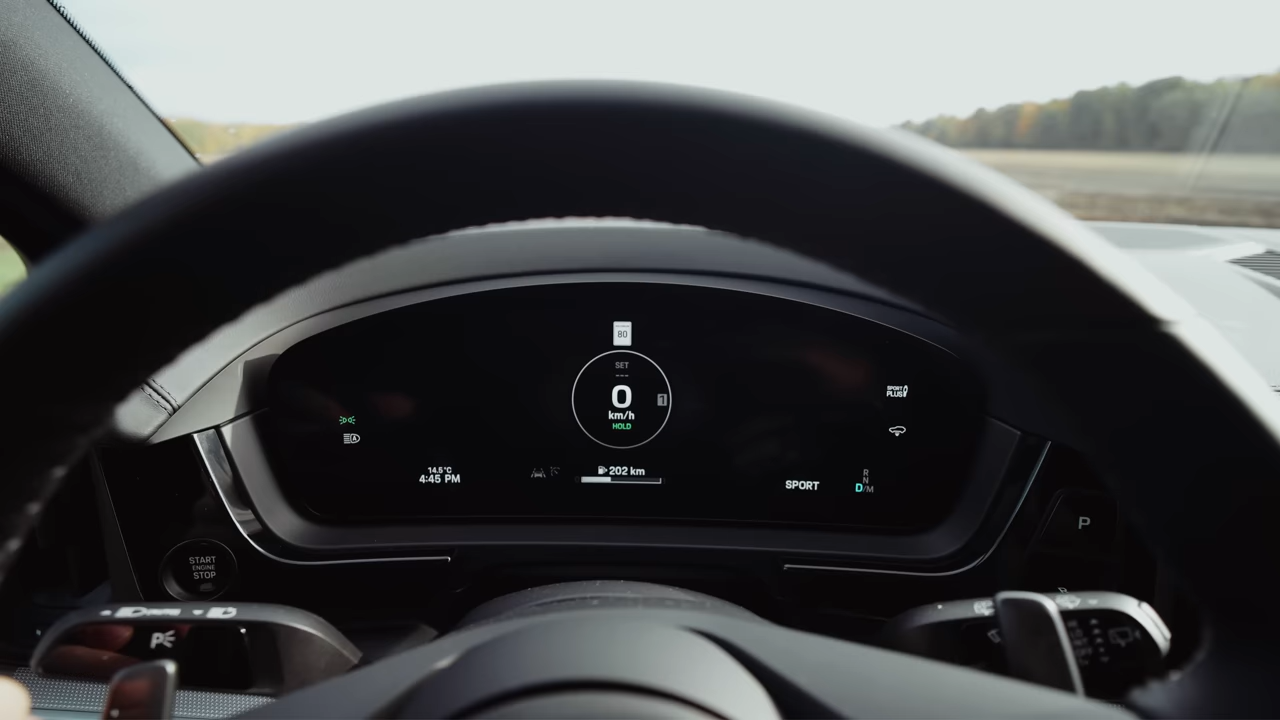 80
SET
---
0
1
km/h
HOLD
SPORT
PLUS
A
14.5°C
4:45 PM
202 km
SPORT
R
N
D/M
P
START
ENGINE
STOP
P